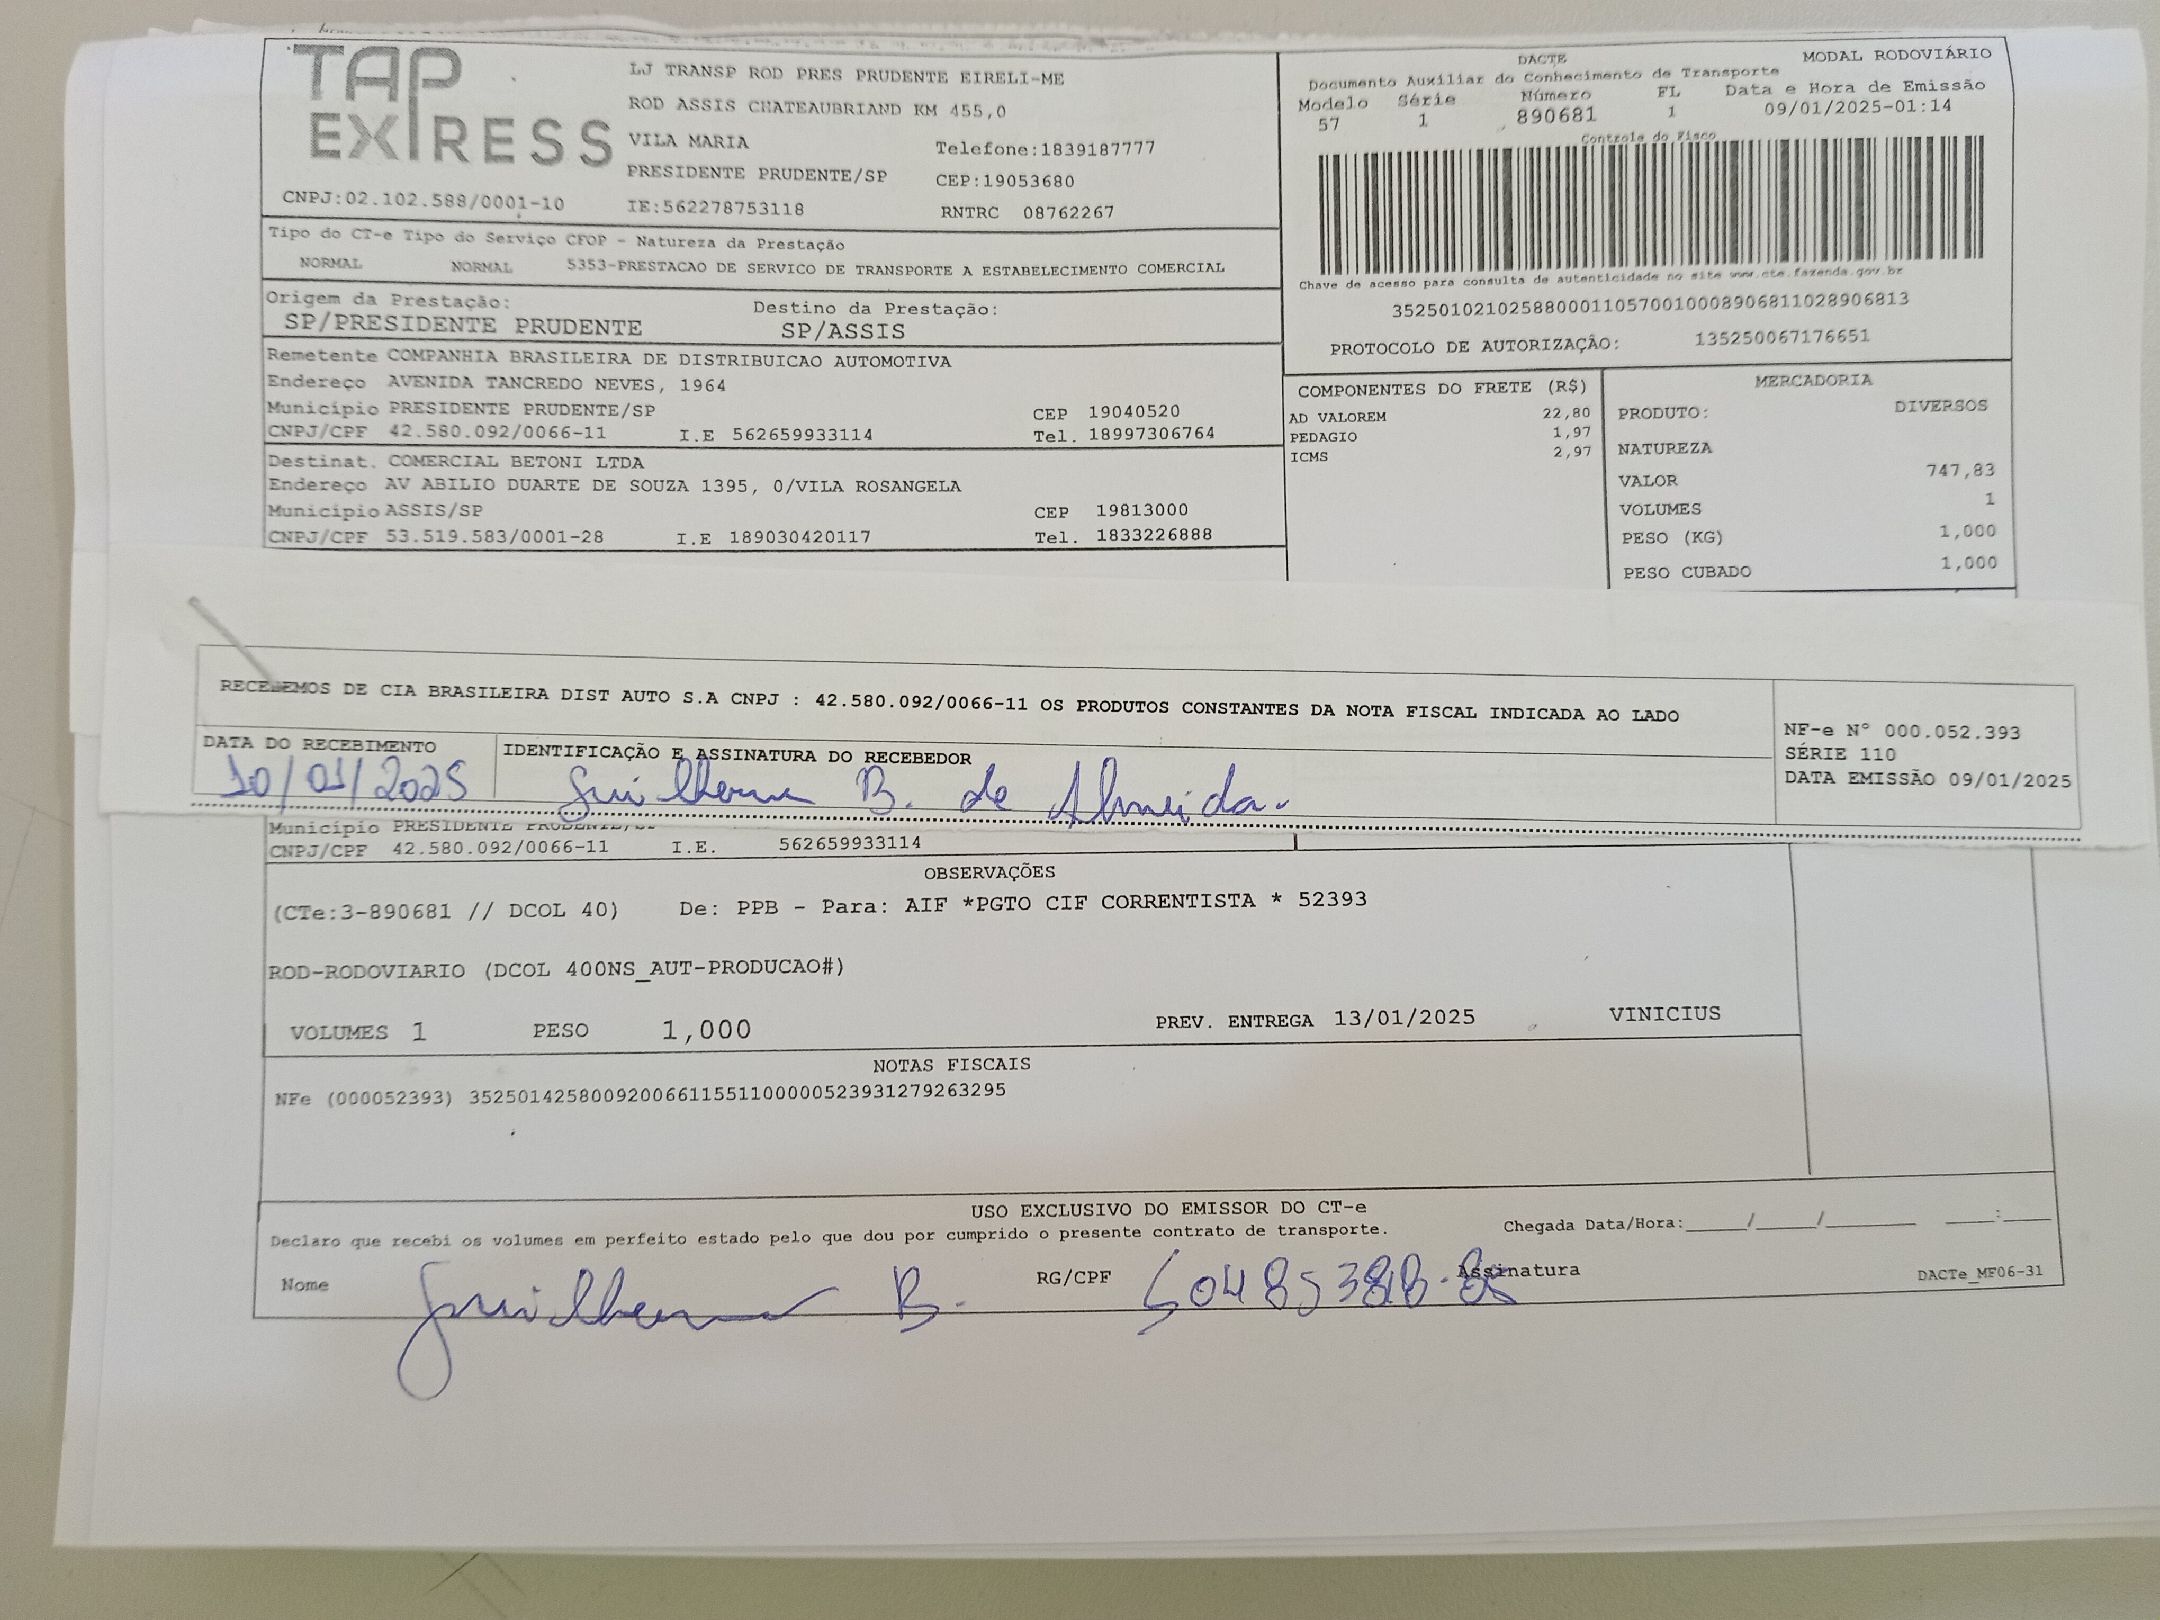 TAP
EXPRESS
CNPJ:02.102.588/0001-10
LJ TRANSP ROD PRES PRUDENTE EIRELI-ME
ROD ASSIS CHATEAUBRIAND KM 455,0
VILA MARIA Telefone:1839187777
PRESIDENTE PRUDENTE/SP CEP:19053680
IE:562278753118 RNTRC 08762267
DACTE MODAL RODOVIÁRIO
Documento Auxiliar do Conhecimento de Transporte
Modelo Série Número FL Data e Hora de Emissão
57 1 890681 1 09/01/2025-01:14
Controle do Fisco
Chave de acesso para consulta de autenticidade no site www.cte.fazenda.gov.br
35250102102588000110570010008906811028906813
PROTOCOLO DE AUTORIZAÇÃO: 135250067176651
Tipo do CT-e Tipo do Serviço CFOP - Natureza da Prestação
NORMAL NORMAL 5353-PRESTACAO DE SERVICO DE TRANSPORTE A ESTABELECIMENTO COMERCIAL
Origem da Prestação: Destino da Prestação:
SP/PRESIDENTE PRUDENTE SP/ASSIS
Remetente COMPANHIA BRASILEIRA DE DISTRIBUICAO AUTOMOTIVA
Endereço AVENIDA TANCREDO NEVES, 1964
Município PRESIDENTE PRUDENTE/SP CEP 19040520
CNPJ/CPF 42.580.092/0066-11 I.E 562659933114 Tel. 18997306764
Destinat. COMERCIAL BETONI LTDA
Endereço AV ABILIO DUARTE DE SOUZA 1395, 0/VILA ROSANGELA
Município ASSIS/SP CEP 19813000
CNPJ/CPF 53.519.583/0001-28 I.E 189030420117 Tel. 1833226888
COMPONENTES DO FRETE (R$)
AD VALOREM 22,80
PEDAGIO 1,97
ICMS 2,97
MERCADORIA
PRODUTO: DIVERSOS
NATUREZA
VALOR 747,83
VOLUMES 1
PESO (KG) 1,000
PESO CUBADO 1,000
RECEBEMOS DE CIA BRASILEIRA DIST AUTO S.A CNPJ : 42.580.092/0066-11 OS PRODUTOS CONSTANTES DA NOTA FISCAL INDICADA AO LADO
NF-e N° 000.052.393
SÉRIE 110
DATA EMISSÃO 09/01/2025
DATA DO RECEBIMENTO IDENTIFICAÇÃO E ASSINATURA DO RECEBEDOR
10/01/2025 Guilherme B. de Almeida.
Município PRESIDENTE PRUDENTE/SP
CNPJ/CPF 42.580.092/0066-11 I.E. 562659933114
OBSERVAÇÕES
(CTe:3-890681 // DCOL 40) De: PPB - Para: AIF *PGTO CIF CORRENTISTA * 52393
ROD-RODOVIARIO (DCOL 400NS_AUT-PRODUCAO#)
VOLUMES 1 PESO 1,000 PREV. ENTREGA 13/01/2025 VINICIUS
NOTAS FISCAIS
NFe (000052393) 35250142580092006611551100000523931279263295
USO EXCLUSIVO DO EMISSOR DO CT-e
Declaro que recebi os volumes em perfeito estado pelo que dou por cumprido o presente contrato de transporte. Chegada Data/Hora:_____/_____/_______ ____:____
Nome Guilherme B. RG/CPF Assinatura DACTe_MF06-31